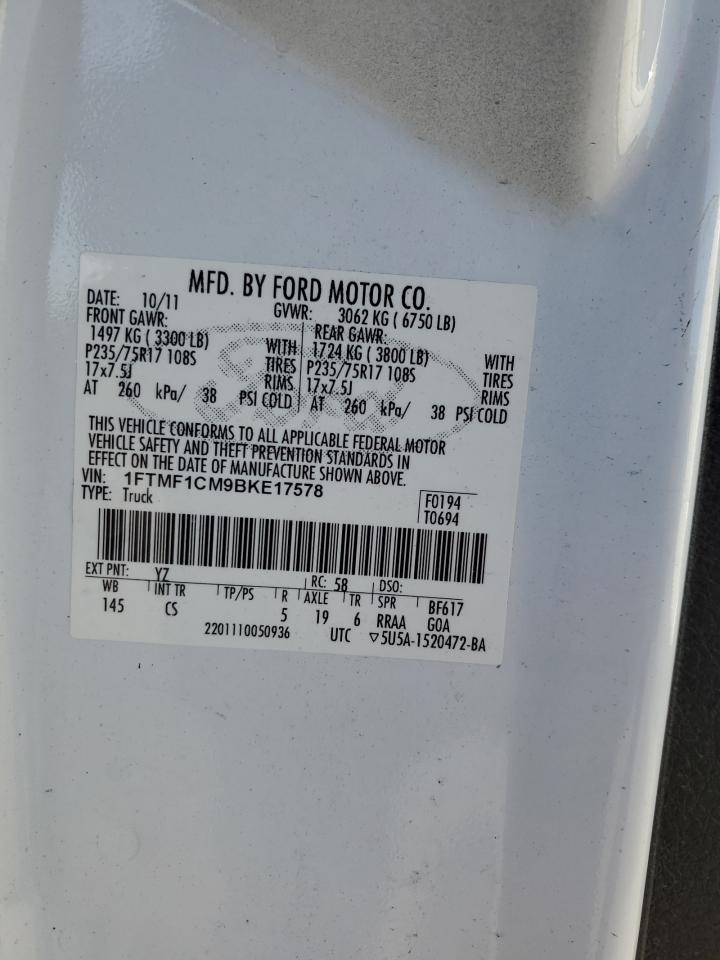 MFD. BY FORD MOTOR CO.
DATE: 10/11 GVWR: 3062 KG ( 6750 LB)
FRONT GAWR: REAR GAWR:
1497 KG ( 3300 LB) WITH 1724 KG ( 3800 LB) WITH
P235/75R17 108S TIRES P235/75R17 108S TIRES
17x7.5J RIMS 17x7.5J RIMS
AT 260 kPa/ 38 PSI COLD AT 260 kPa/ 38 PSI COLD
THIS VEHICLE CONFORMS TO ALL APPLICABLE FEDERAL MOTOR
VEHICLE SAFETY AND THEFT PREVENTION STANDARDS IN
EFFECT ON THE DATE OF MANUFACTURE SHOWN ABOVE.
VIN: 1FTMF1CM9BKE17578
TYPE: Truck F0194
T0694
EXT PNT: YZ RC: 58 DSO:
WB INT TR TP/PS R AXLE TR SPR BF617
145 CS 5 19 6 RRAA GOA
2201110050936 UTC ▽5U5A-1520472-BA